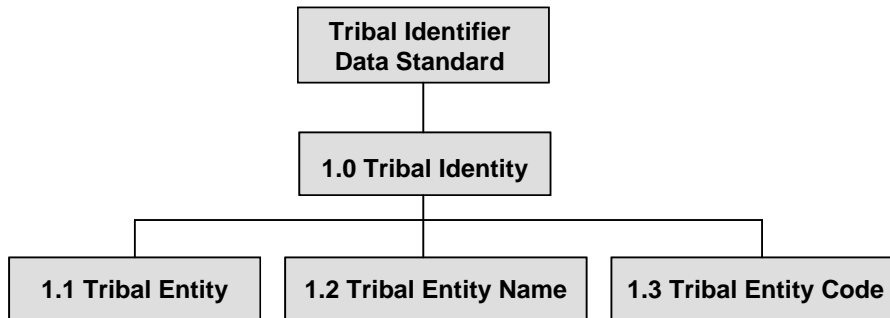 Tribal Identifier
Data Standard
1.0 Tribal Identity
1.1 Tribal Entity
1.2 Tribal Entity Name
1.3 Tribal Entity Code